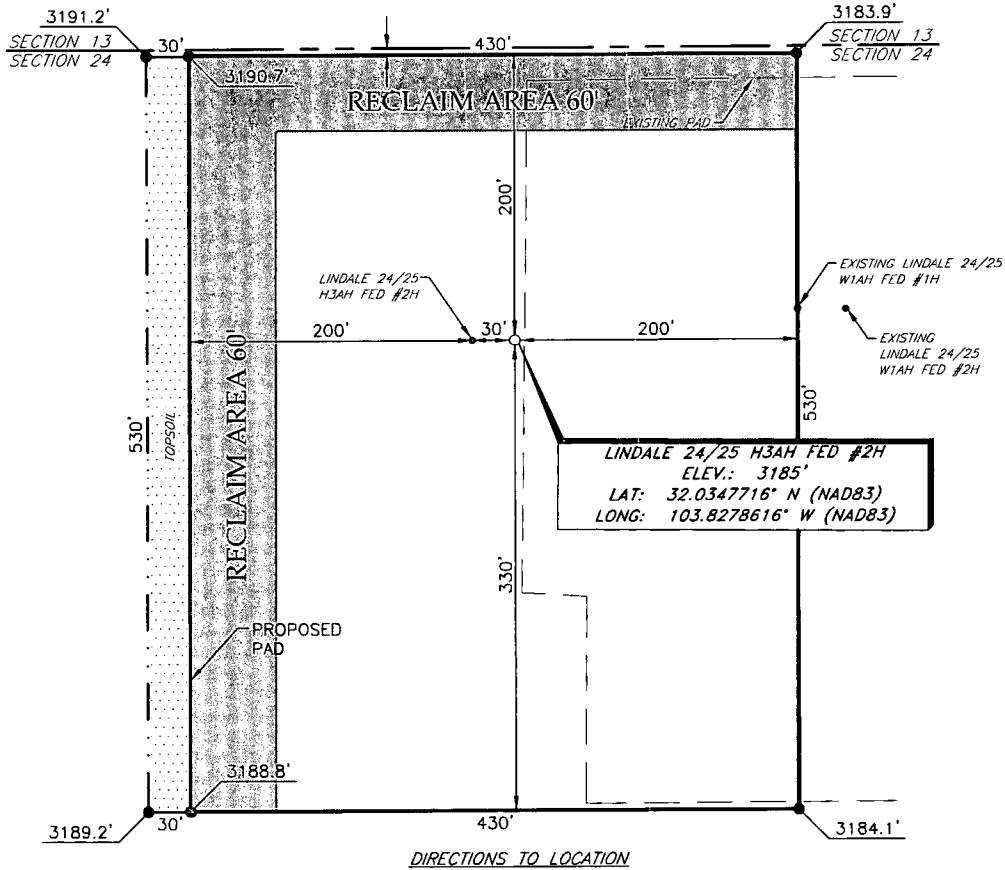 3191.2'
3183.9'
SECTION 13
SECTION 24
30'
430'
SECTION 13
SECTION 24
3190.7'
RECLAIM AREA 60'
EXISTING PAD
200'
LINDALE 24/25
H3AH FED #2H
EXISTING LINDALE 24/25
W1AH FED #1H
200'
30'
200'
EXISTING
LINDALE 24/25
W1AH FED #2H
RECLAIM AREA 60'
530'
TOPSOIL
530'
LINDALE 24/25 H3AH FED #2H
ELEV.: 3185'
LAT: 32.0347716° N (NAD83)
LONG: 103.8278616° W (NAD83)
330'
PROPOSED
PAD
3188.8'
3189.2'
30'
430'
3184.1'
DIRECTIONS TO LOCATION